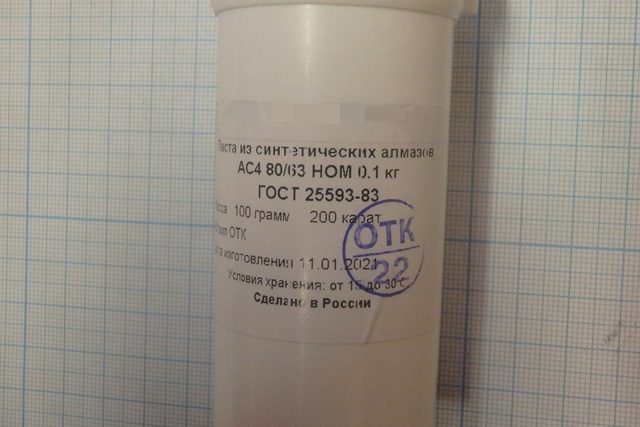 Паста из синтетических алмазов
АС4 80/63 НОМ 0.1 кг
ГОСТ 25593-83
100 грамм 200 карат
ОТК
изготовления 11.01.2021
Условия хранения: от 15 до 30 С
Сделано в России
ОТК
22